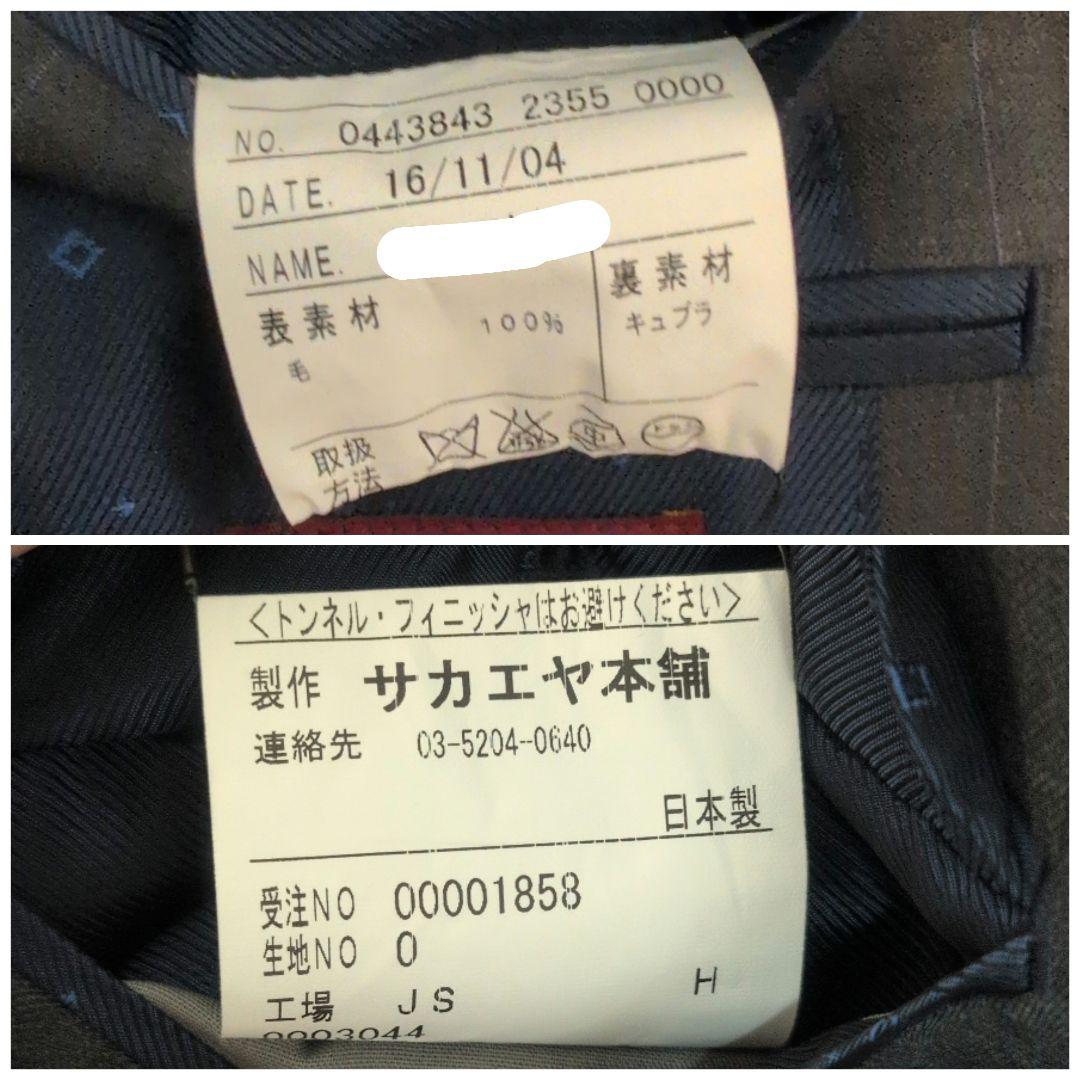 NO. 0443843 2355 0000
DATE. 16/11/04
NAME.
表素材 100%
毛
裏素材
キュプラ
取扱
方法
<トンネル・フィニッシャはお避けください>
製作 サカエヤ本舗
連絡先 03-5204-0640
日本製
受注NO 00001858
生地NO 0
工場 JS H
0003044